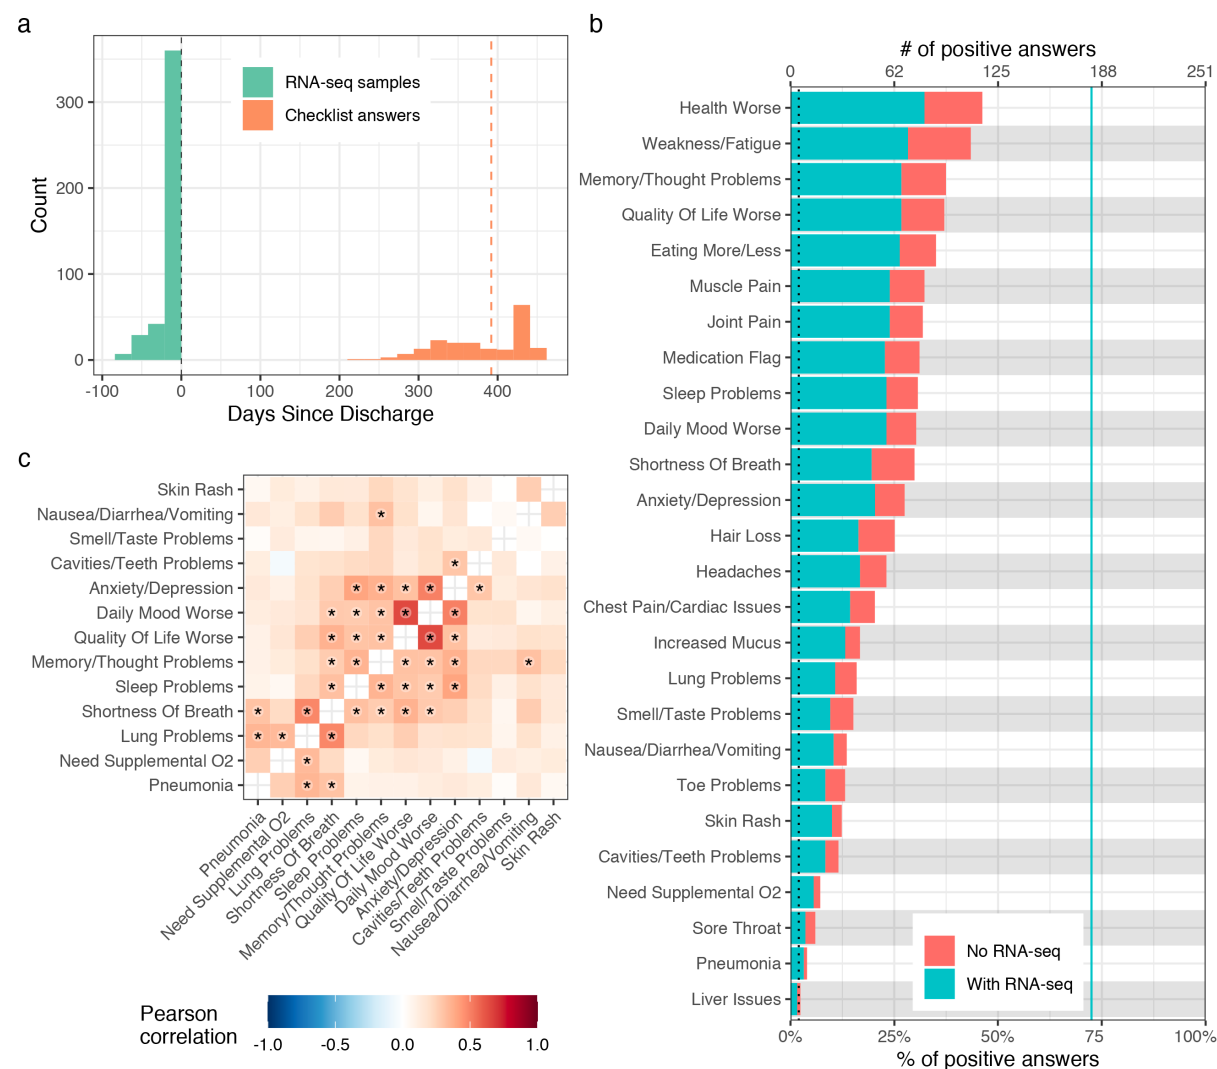 a
RNA-seq samples
Checklist answers
Count
300
200
100
0
-100 0 100 200 300 400
Days Since Discharge
b
# of positive answers
0 62 125 188 251
Health Worse
Weakness/Fatigue
Memory/Thought Problems
Quality Of Life Worse
Eating More/Less
Muscle Pain
Joint Pain
Medication Flag
Sleep Problems
Daily Mood Worse
Shortness Of Breath
Anxiety/Depression
Hair Loss
Headaches
Chest Pain/Cardiac Issues
Increased Mucus
Lung Problems
Smell/Taste Problems
Nausea/Diarrhea/Vomiting
Toe Problems
Skin Rash
Cavities/Teeth Problems
Need Supplemental O2
Sore Throat
Pneumonia
Liver Issues
No RNA-seq
With RNA-seq
0% 25% 50% 75% 100%
% of positive answers
c
Skin Rash
Nausea/Diarrhea/Vomiting *
Smell/Taste Problems
Cavities/Teeth Problems *
Anxiety/Depression * * * * *
Daily Mood Worse * * * * *
Quality Of Life Worse * * * * *
Memory/Thought Problems * * * * * *
Sleep Problems * * * * *
Shortness Of Breath * * * * * *
Lung Problems * * *
Need Supplemental O2 *
Pneumonia * *
Pneumonia
Need Supplemental O2
Lung Problems
Shortness Of Breath
Sleep Problems
Memory/Thought Problems
Quality Of Life Worse
Daily Mood Worse
Anxiety/Depression
Cavities/Teeth Problems
Smell/Taste Problems
Nausea/Diarrhea/Vomiting
Skin Rash
Pearson
correlation
-1.0 -0.5 0.0 0.5 1.0